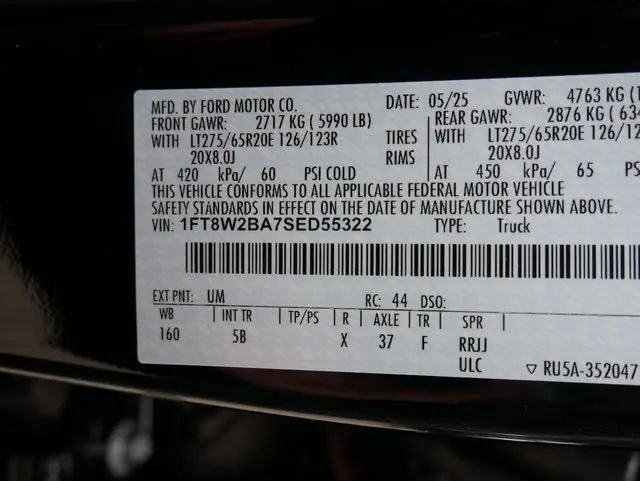 MFD. BY FORD MOTOR CO. DATE: 05/25 GVWR: 4763 KG
FRONT GAWR: 2717 KG ( 5990 LB) REAR GAWR: 2876 KG
WITH LT275/65R20E 126/123R TIRES WITH LT275/65R20E 126/12
20X8.0J RIMS 20X8.0J
AT 420 kPa/ 60 PSI COLD AT 450 kPa/ 65 PS
THIS VEHICLE CONFORMS TO ALL APPLICABLE FEDERAL MOTOR VEHICLE
SAFETY STANDARDS IN EFFECT ON THE DATE OF MANUFACTURE SHOWN ABOVE.
VIN: 1FT8W2BA7SED55322 TYPE: Truck
EXT PNT: UM RC: 44 DSO:
WB | INT TR | TP/PS | R | AXLE | TR | SPR
160 5B X 37 F RRJJ
ULC ▽ RU5A-352047